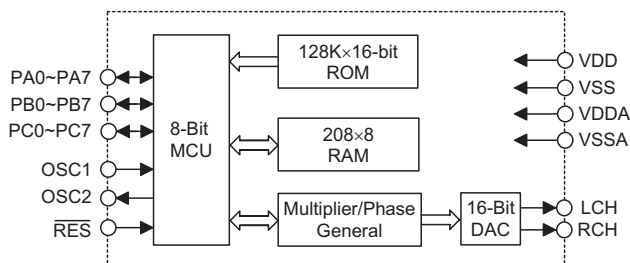 PA0~PA7
PB0~PB7
PC0~PC7
OSC1
OSC2
RES
8-Bit
MCU
128K×16-bit
ROM
208×8
RAM
Multiplier/Phase
General
16-Bit
DAC
VDD
VSS
VDDA
VSSA
LCH
RCH